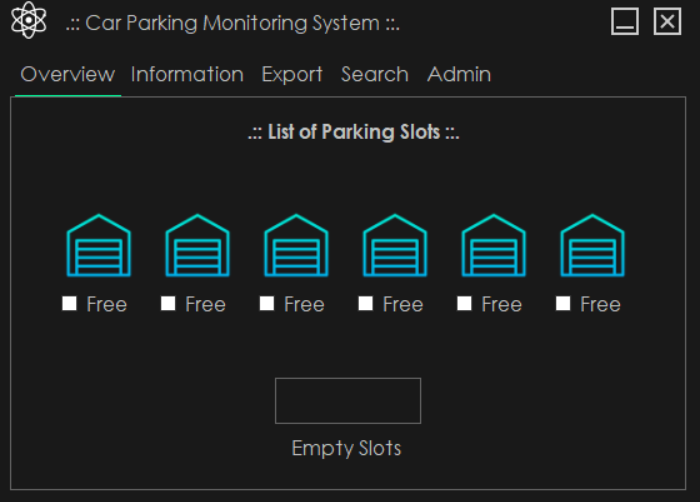 .:: Car Parking Monitoring System ::.
Overview Information Export Search Admin
.:: List of Parking Slots ::.
Free Free Free Free Free Free
Empty Slots